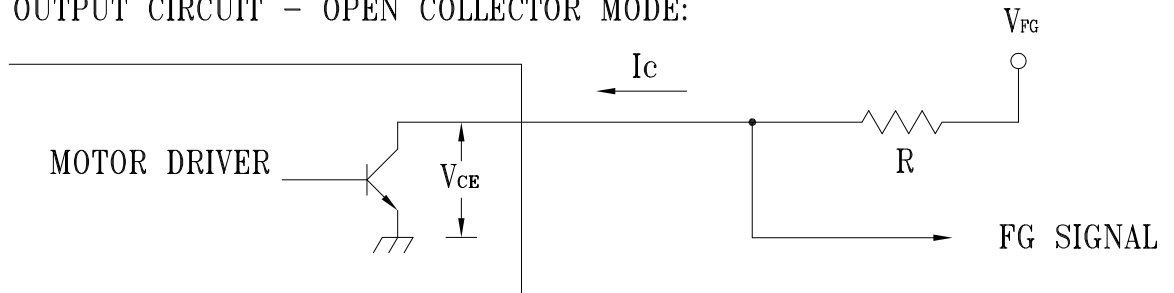 OUTPUT CIRCUIT - OPEN COLLECTOR MODE:
VFG
Ic
MOTOR DRIVER
VCE
R
FG SIGNAL